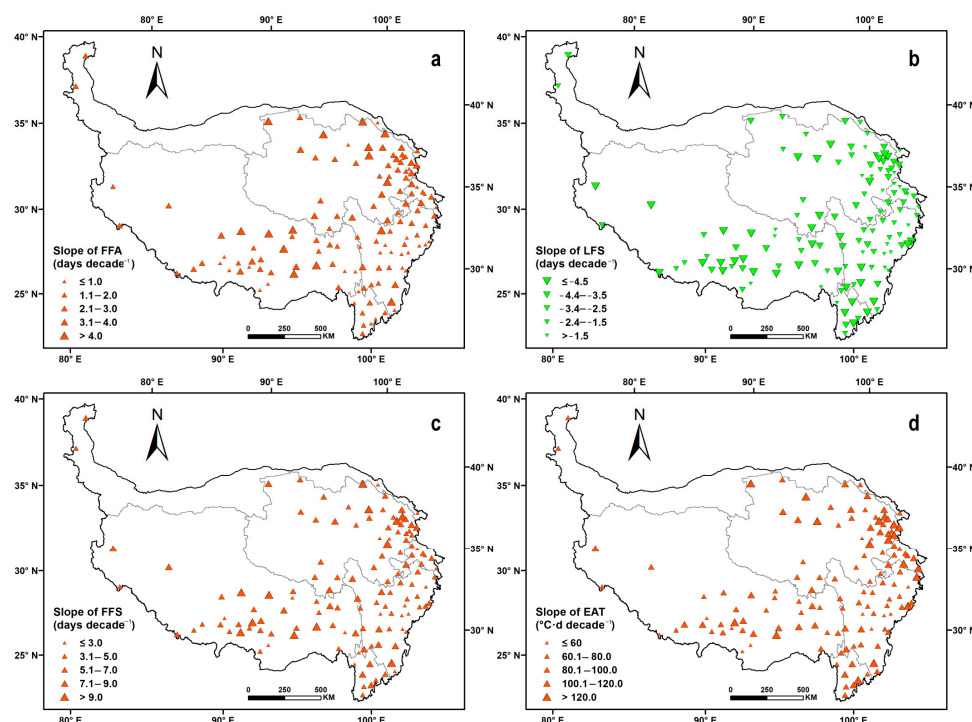 80° E 90° E 100° E
40° N
N
a
40° N
35° N
35° N
30° N
Slope of FFA
(days decade⁻¹)
≤ 1.0
1.1−2.0
2.1−3.0
3.1−4.0
> 4.0
30° N
25° N
0 250 500
KM
80° E 90° E 100° E
80° E 90° E 100° E
40° N
N
b
40° N
35° N
35° N
30° N
Slope of LFS
(days decade⁻¹)
≤−4.5
−4.4−−3.5
−3.4−−2.5
−2.4−−1.5
>−1.5
30° N
25° N
0 250 500
KM
80° E 90° E 100° E
80° E 90° E 100° E
40° N
N
c
40° N
35° N
35° N
30° N
Slope of FFS
(days decade⁻¹)
≤ 3.0
3.1−5.0
5.1−7.0
7.1−9.0
> 9.0
30° N
25° N
0 250 500
KM
80° E 90° E 100° E
80° E 90° E 100° E
40° N
N
d
40° N
35° N
35° N
30° N
Slope of EAT
(°C·d decade⁻¹)
≤ 60
60.1−80.0
80.1−100.0
100.1−120.0
> 120.0
30° N
25° N
0 250 500
KM
80° E 90° E 100° E